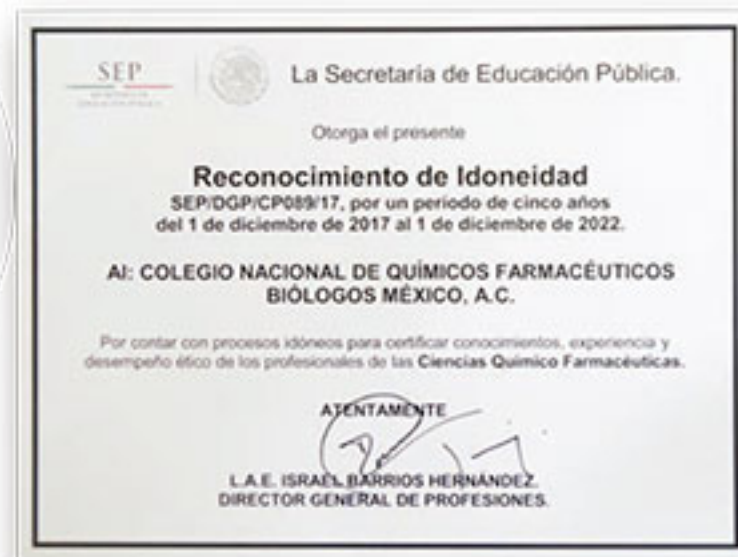 SEP
La Secretaría de Educación Pública.
Otorga el presente
Reconocimiento de Idoneidad
SEP/DGP/CP089/17, por un periodo de cinco años
del 1 de diciembre de 2017 al 1 de diciembre de 2022.
Al: COLEGIO NACIONAL DE QUÍMICOS FARMACÉUTICOS
BIÓLOGOS MÉXICO, A.C.
Por contar con procesos idóneos para certificar conocimientos, experiencia y
desempeño ético de los profesionales de las Ciencias Químico Farmacéuticas.
ATENTAMENTE
L.A.E. ISRAEL BARRIOS HERNÁNDEZ.
DIRECTOR GENERAL DE PROFESIONES.